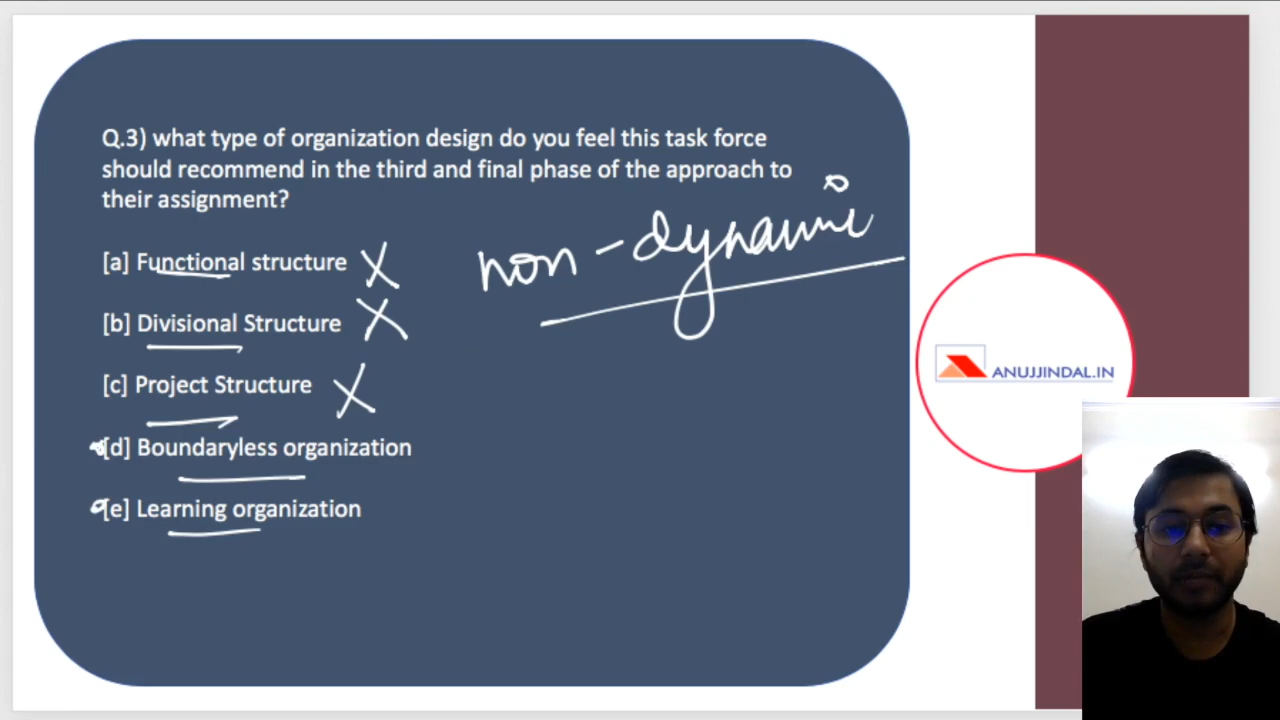 Q.3) what type of organization design do you feel this task force
should recommend in the third and final phase of the approach to
their assignment?
non-dynamic
[a] Functional structure X
[b] Divisional Structure X
[c] Project Structure X
[d] Boundaryless organization
[e] Learning organization
ANUJJINDAL.IN